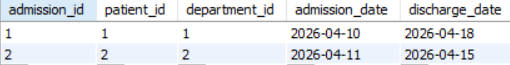 admission_id patient_id department_id admission_date discharge_date
1 1 1 2026-04-10 2026-04-18
2 2 2 2026-04-11 2026-04-15